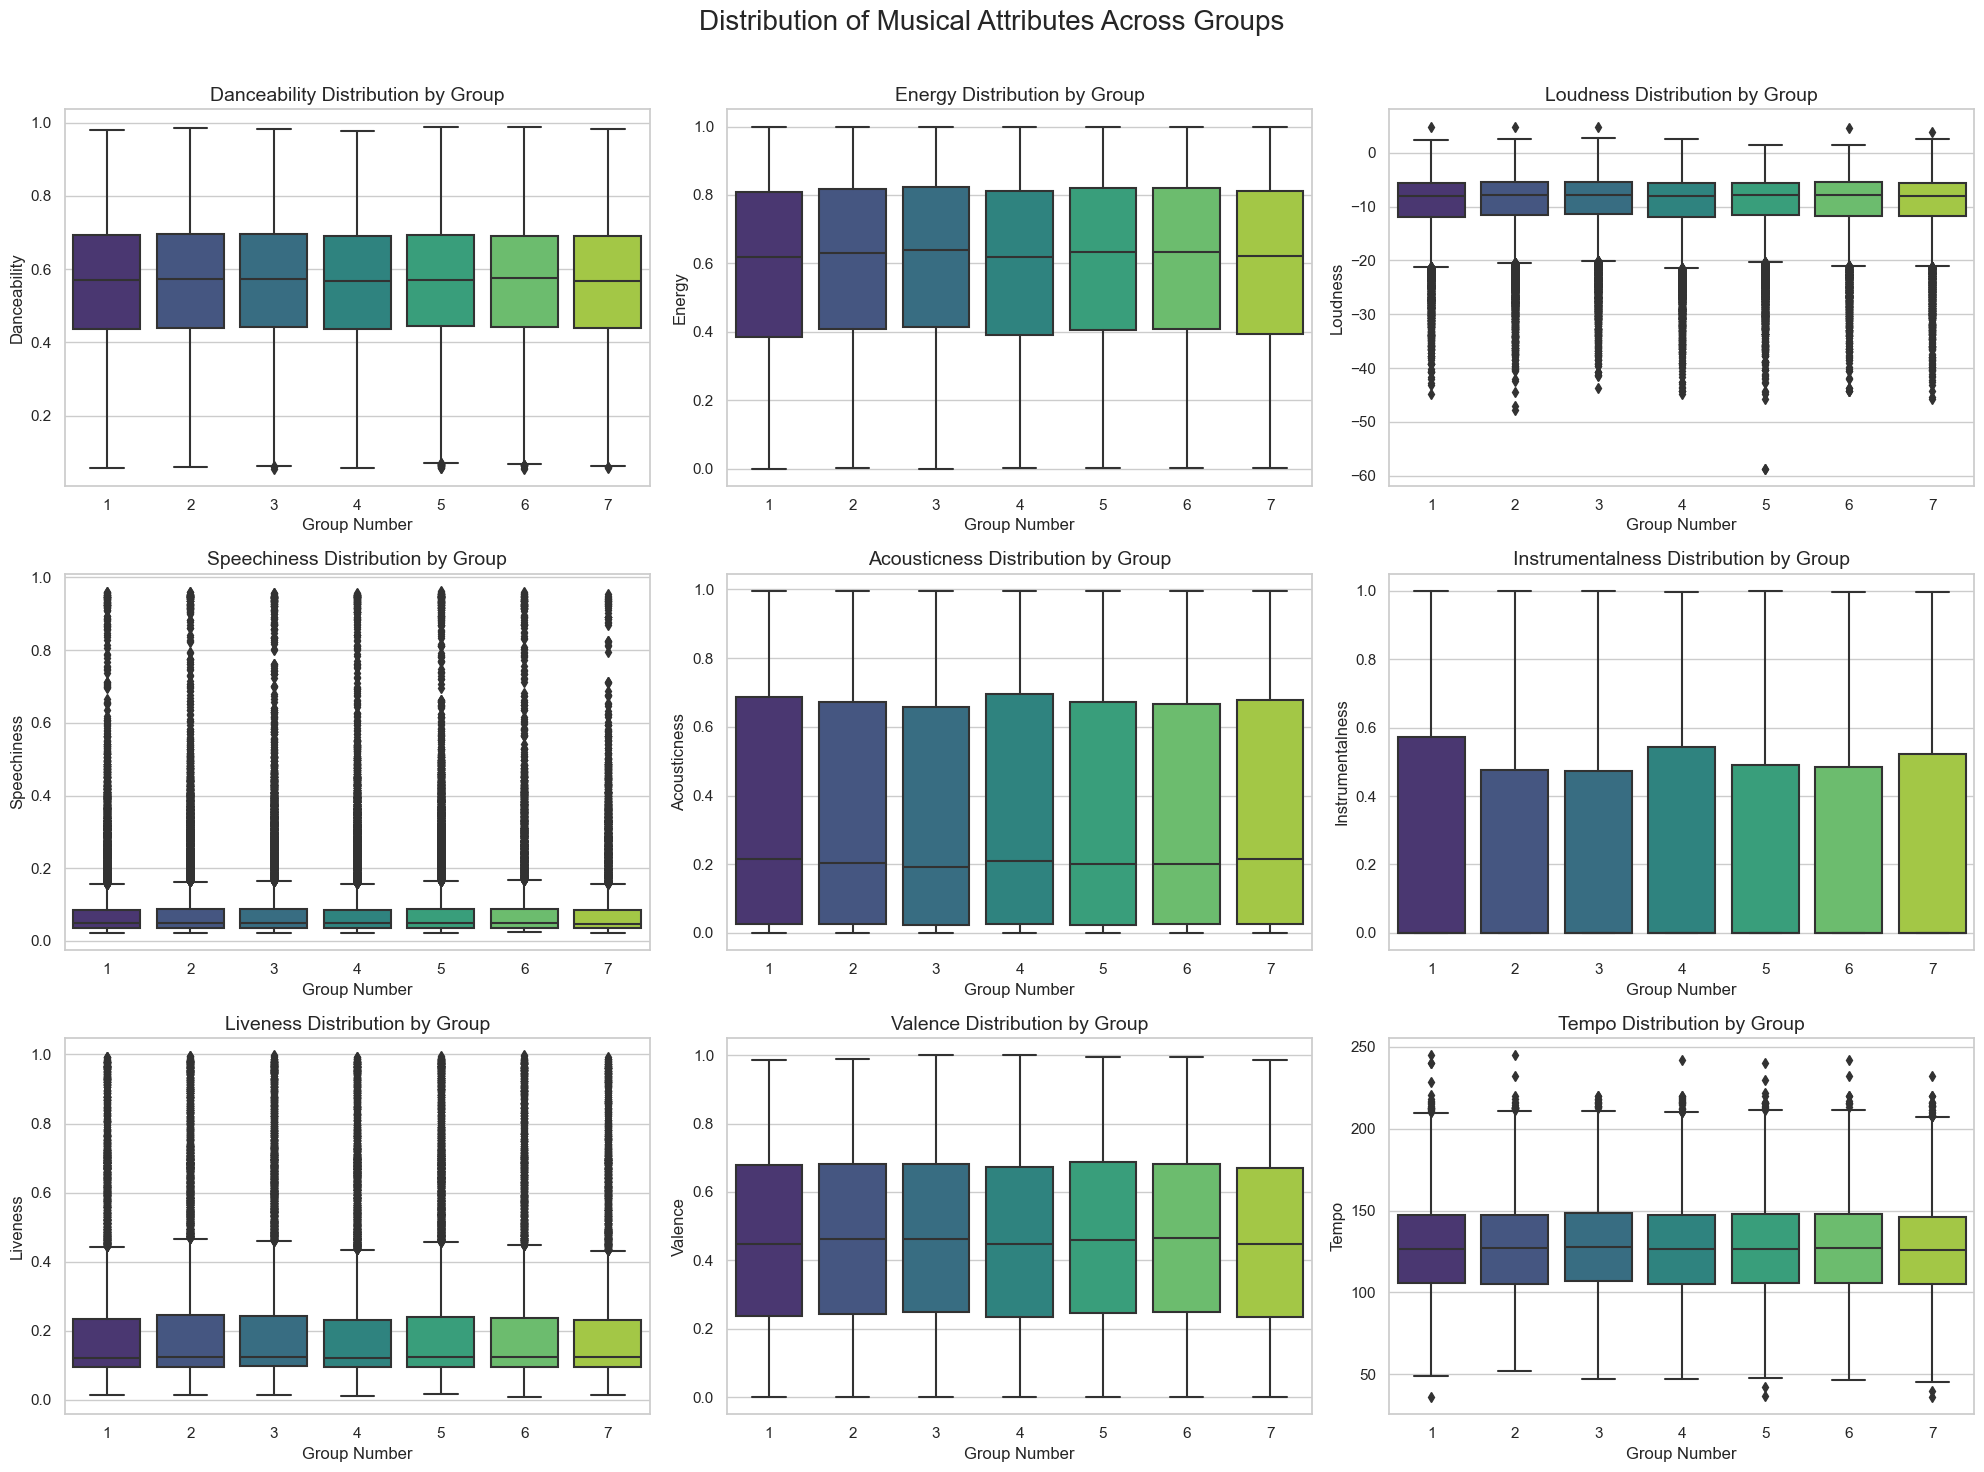 Distribution of Musical Attributes Across Groups
Danceability Distribution by Group
Danceability
1.0
0.8
0.6
0.4
0.2
1 2 3 4 5 6 7
Group Number
Energy Distribution by Group
Energy
1.0
0.8
0.6
0.4
0.2
0.0
1 2 3 4 5 6 7
Group Number
Loudness Distribution by Group
Loudness
0
−10
−20
−30
−40
−50
−60
1 2 3 4 5 6 7
Group Number
Speechiness Distribution by Group
Speechiness
1.0
0.8
0.6
0.4
0.2
0.0
1 2 3 4 5 6 7
Group Number
Acousticness Distribution by Group
Acousticness
1.0
0.8
0.6
0.4
0.2
0.0
1 2 3 4 5 6 7
Group Number
Instrumentalness Distribution by Group
Instrumentalness
1.0
0.8
0.6
0.4
0.2
0.0
1 2 3 4 5 6 7
Group Number
Liveness Distribution by Group
Liveness
1.0
0.8
0.6
0.4
0.2
0.0
1 2 3 4 5 6 7
Group Number
Valence Distribution by Group
Valence
1.0
0.8
0.6
0.4
0.2
0.0
1 2 3 4 5 6 7
Group Number
Tempo Distribution by Group
Tempo
250
200
150
100
50
1 2 3 4 5 6 7
Group Number